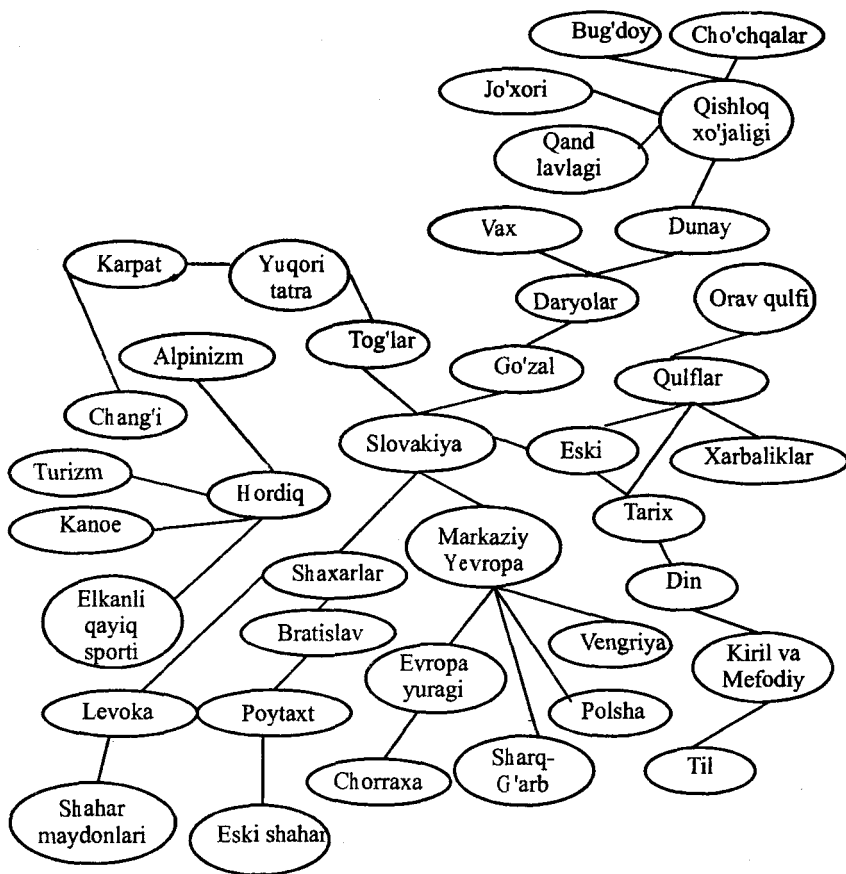 Bug'doy
Cho'chqalar
Jo'xori
Qishloq
xo'jaligi
Qand
lavlagi
Vax
Dunay
Karpat
Yuqori
tatra
Daryolar
Orav qulfi
Alpinizm
Tog'lar
Go'zal
Qulflar
Chang'i
Slovakiya
Eski
Xarbaliklar
Turizm
Hordiq
Kanoe
Tarix
Markaziy
Yevropa
Shaxarlar
Din
Elkanli
qayiq
sporti
Bratislav
Vengriya
Evropa
yuragi
Kiril va
Mefodiy
Levoka
Poytaxt
Polsha
Sharq-
G'arb
Chorraxa
Til
Shahar
maydonlari
Eski shahar